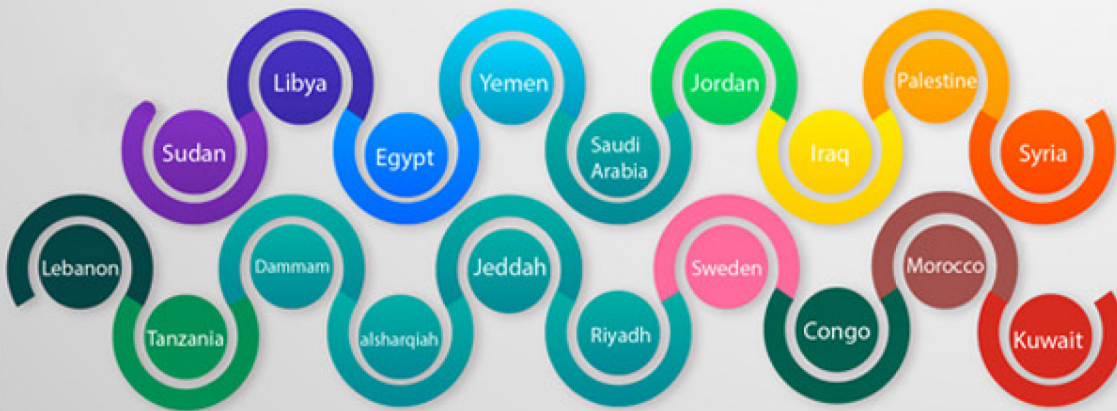 Sudan
Libya
Egypt
Yemen
Saudi
Arabia
Jordan
Iraq
Palestine
Syria
Lebanon
Tanzania
Dammam
alsharqiah
Jeddah
Riyadh
Sweden
Congo
Morocco
Kuwait